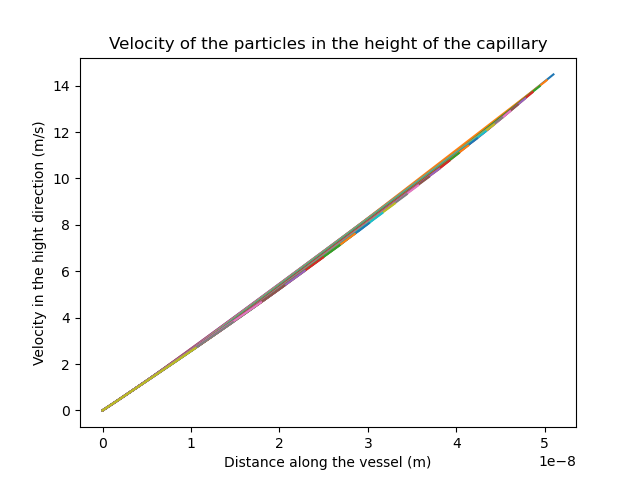 Velocity of the particles in the height of the capillary
Velocity in the hight direction (m/s)
14
12
10
8
6
4
2
0
0 1 2 3 4 5
1e−8
Distance along the vessel (m)